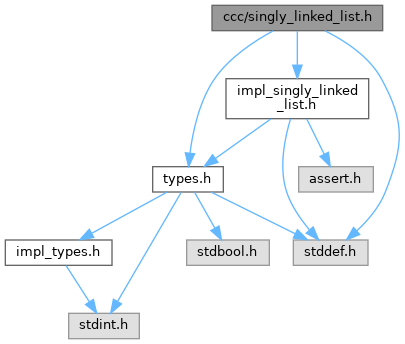 ccc/singly_linked_list.h
impl_singly_linked
_list.h
types.h
assert.h
impl_types.h
stdbool.h
stddef.h
stdint.h